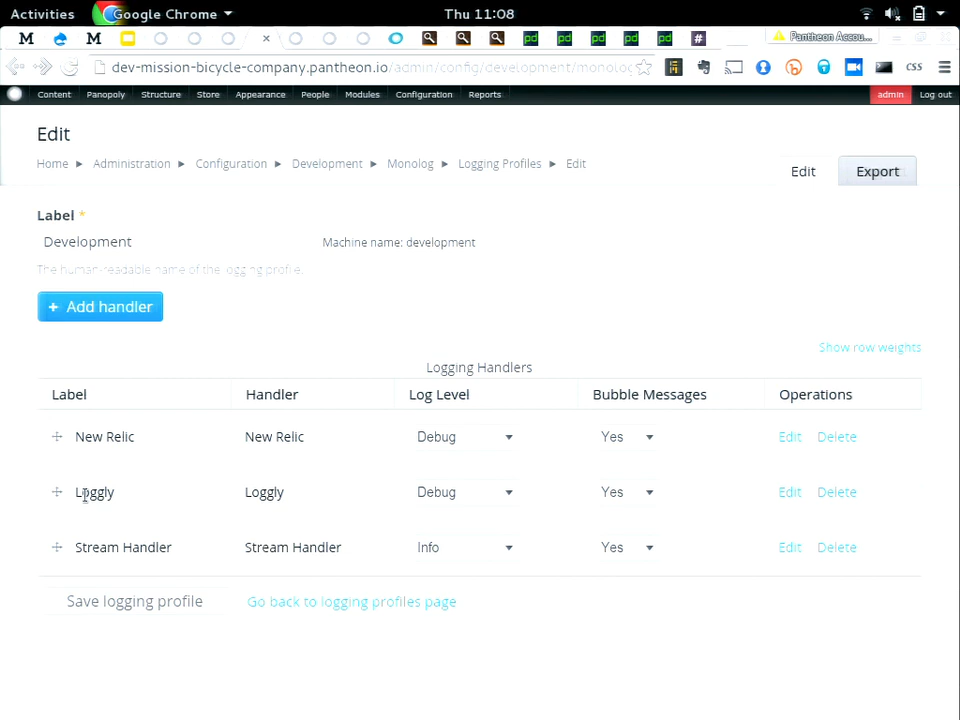 Activities Google Chrome Thu 11:08
Pantheon Accou...
dev-mission-bicycle-company.pantheon.io/admin/config/development/monolog
CSS
Content Panopoly Structure Store Appearance People Modules Configuration Reports admin Log out
Edit
Home ► Administration ► Configuration ► Development ► Monolog ► Logging Profiles ► Edit
Edit Export
Label *
Development Machine name: development
The human-readable name of the logging profile.
+ Add handler
Show row weights
Logging Handlers
Label Handler Log Level Bubble Messages Operations
New Relic New Relic Debug Yes Edit Delete
Loggly Loggly Debug Yes Edit Delete
Stream Handler Stream Handler Info Yes Edit Delete
Save logging profile Go back to logging profiles page